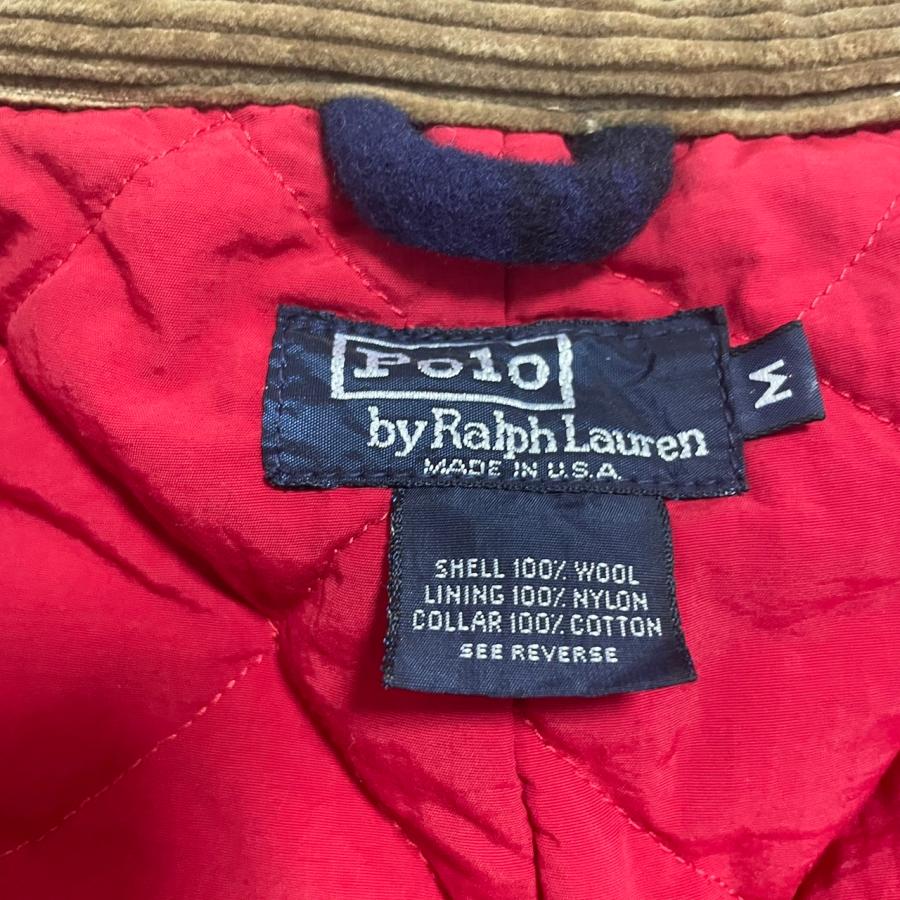 Polo
by Ralph Lauren
MADE IN U.S.A.
M
SHELL 100% WOOL
LINING 100% NYLON
COLLAR 100% COTTON
SEE REVERSE